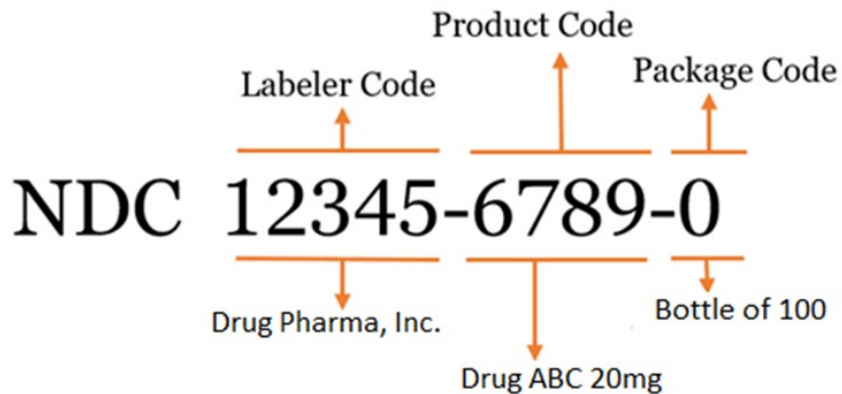 Product Code
Package Code
Labeler Code
NDC 12345-6789-0
Drug Pharma, Inc.
Bottle of 100
Drug ABC 20mg